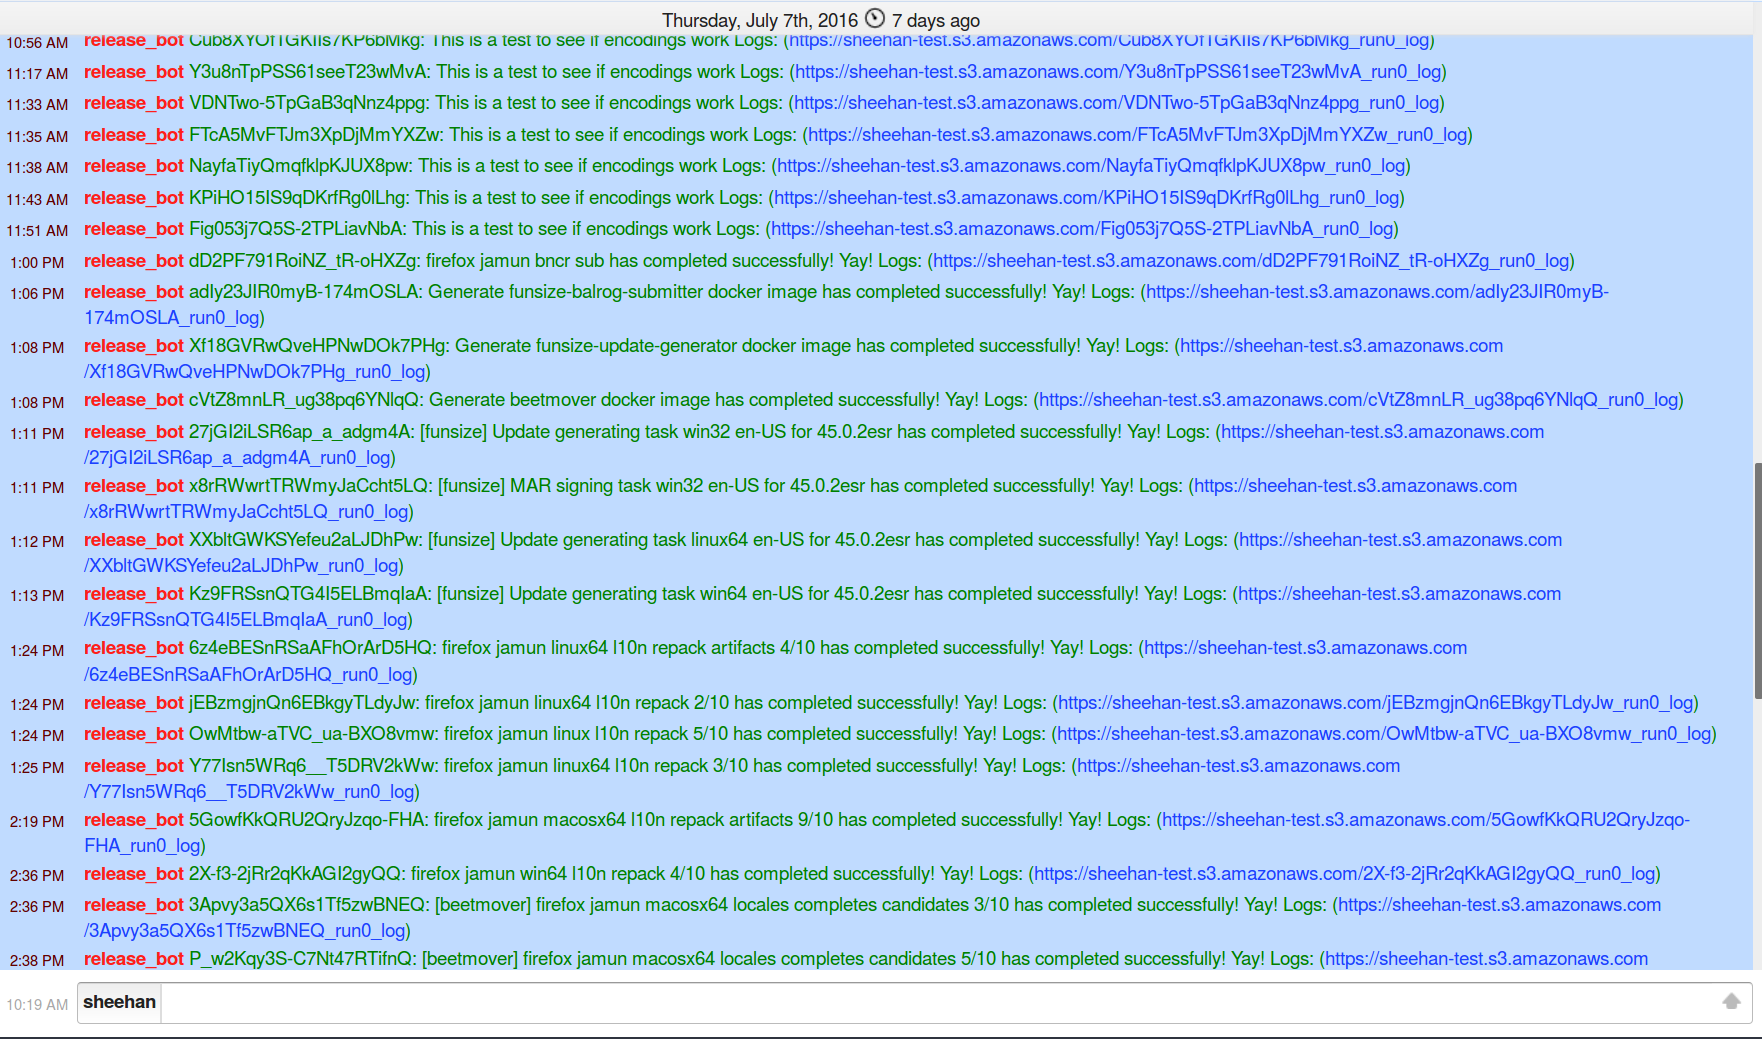 Thursday, July 7th, 2016 7 days ago
10:56 AM release_bot Cub8XYOfTGKIIs7KP6bMkg: This is a test to see if encodings work Logs: (https://sheehan-test.s3.amazonaws.com/Cub8XYOfTGKIIs7KP6bMkg_run0_log)
11:17 AM release_bot Y3u8nTpPSS61seeT23wMvA: This is a test to see if encodings work Logs: (https://sheehan-test.s3.amazonaws.com/Y3u8nTpPSS61seeT23wMvA_run0_log)
11:33 AM release_bot VDNTwo-5TpGaB3qNnz4ppg: This is a test to see if encodings work Logs: (https://sheehan-test.s3.amazonaws.com/VDNTwo-5TpGaB3qNnz4ppg_run0_log)
11:35 AM release_bot FTcA5MvFTJm3XpDjMmYXZw: This is a test to see if encodings work Logs: (https://sheehan-test.s3.amazonaws.com/FTcA5MvFTJm3XpDjMmYXZw_run0_log)
11:38 AM release_bot NayfaTiyQmqfklpKJUX8pw: This is a test to see if encodings work Logs: (https://sheehan-test.s3.amazonaws.com/NayfaTiyQmqfklpKJUX8pw_run0_log)
11:43 AM release_bot KPiHO15IS9qDKrfRg0lLhg: This is a test to see if encodings work Logs: (https://sheehan-test.s3.amazonaws.com/KPiHO15IS9qDKrfRg0lLhg_run0_log)
11:51 AM release_bot Fig053j7Q5S-2TPLiavNbA: This is a test to see if encodings work Logs: (https://sheehan-test.s3.amazonaws.com/Fig053j7Q5S-2TPLiavNbA_run0_log)
1:00 PM release_bot dD2PF791RoiNZ_tR-oHXZg: firefox jamun bncr sub has completed successfully! Yay! Logs: (https://sheehan-test.s3.amazonaws.com/dD2PF791RoiNZ_tR-oHXZg_run0_log)
1:06 PM release_bot adIy23JIR0myB-174mOSLA: Generate funsize-balrog-submitter docker image has completed successfully! Yay! Logs: (https://sheehan-test.s3.amazonaws.com/adIy23JIR0myB-
174mOSLA_run0_log)
1:08 PM release_bot Xf18GVRwQveHPNwDOk7PHg: Generate funsize-update-generator docker image has completed successfully! Yay! Logs: (https://sheehan-test.s3.amazonaws.com
/Xf18GVRwQveHPNwDOk7PHg_run0_log)
1:08 PM release_bot cVtZ8mnLR_ug38pq6YNlqQ: Generate beetmover docker image has completed successfully! Yay! Logs: (https://sheehan-test.s3.amazonaws.com/cVtZ8mnLR_ug38pq6YNlqQ_run0_log)
1:11 PM release_bot 27jGI2iLSR6ap_a_adgm4A: [funsize] Update generating task win32 en-US for 45.0.2esr has completed successfully! Yay! Logs: (https://sheehan-test.s3.amazonaws.com
/27jGI2iLSR6ap_a_adgm4A_run0_log)
1:11 PM release_bot x8rRWwrtTRWmyJaCcht5LQ: [funsize] MAR signing task win32 en-US for 45.0.2esr has completed successfully! Yay! Logs: (https://sheehan-test.s3.amazonaws.com
/x8rRWwrtTRWmyJaCcht5LQ_run0_log)
1:12 PM release_bot XXbltGWKSYefeu2aLJDhPw: [funsize] Update generating task linux64 en-US for 45.0.2esr has completed successfully! Yay! Logs: (https://sheehan-test.s3.amazonaws.com
/XXbltGWKSYefeu2aLJDhPw_run0_log)
1:13 PM release_bot Kz9FRSsnQTG4I5ELBmqIaA: [funsize] Update generating task win64 en-US for 45.0.2esr has completed successfully! Yay! Logs: (https://sheehan-test.s3.amazonaws.com
/Kz9FRSsnQTG4I5ELBmqIaA_run0_log)
1:24 PM release_bot 6z4eBESnRSaAFhOrArD5HQ: firefox jamun linux64 l10n repack artifacts 4/10 has completed successfully! Yay! Logs: (https://sheehan-test.s3.amazonaws.com
/6z4eBESnRSaAFhOrArD5HQ_run0_log)
1:24 PM release_bot jEBzmgjnQn6EBkgyTLdyJw: firefox jamun linux64 l10n repack 2/10 has completed successfully! Yay! Logs: (https://sheehan-test.s3.amazonaws.com/jEBzmgjnQn6EBkgyTLdyJw_run0_log)
1:24 PM release_bot OwMtbw-aTVC_ua-BXO8vmw: firefox jamun linux l10n repack 5/10 has completed successfully! Yay! Logs: (https://sheehan-test.s3.amazonaws.com/OwMtbw-aTVC_ua-BXO8vmw_run0_log)
1:25 PM release_bot Y77Isn5WRq6__T5DRV2kWw: firefox jamun linux64 l10n repack 3/10 has completed successfully! Yay! Logs: (https://sheehan-test.s3.amazonaws.com
/Y77Isn5WRq6__T5DRV2kWw_run0_log)
2:19 PM release_bot 5GowfKkQRU2QryJzqo-FHA: firefox jamun macosx64 l10n repack artifacts 9/10 has completed successfully! Yay! Logs: (https://sheehan-test.s3.amazonaws.com/5GowfKkQRU2QryJzqo-
FHA_run0_log)
2:36 PM release_bot 2X-f3-2jRr2qKkAGI2gyQQ: firefox jamun win64 l10n repack 4/10 has completed successfully! Yay! Logs: (https://sheehan-test.s3.amazonaws.com/2X-f3-2jRr2qKkAGI2gyQQ_run0_log)
2:36 PM release_bot 3Apvy3a5QX6s1Tf5zwBNEQ: [beetmover] firefox jamun macosx64 locales completes candidates 3/10 has completed successfully! Yay! Logs: (https://sheehan-test.s3.amazonaws.com
/3Apvy3a5QX6s1Tf5zwBNEQ_run0_log)
2:38 PM release_bot P_w2Kqy3S-C7Nt47RTifnQ: [beetmover] firefox jamun macosx64 locales completes candidates 5/10 has completed successfully! Yay! Logs: (https://sheehan-test.s3.amazonaws.com
10:19 AM sheehan